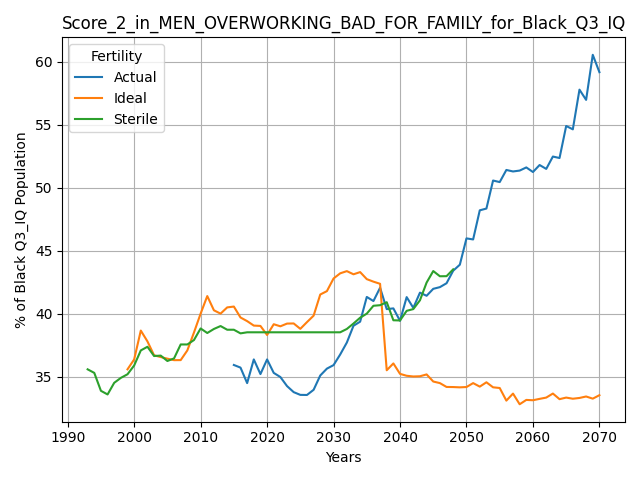 Score_2_in_MEN_OVERWORKING_BAD_FOR_FAMILY_for_Black_Q3_IQ
Fertility
Actual
Ideal
Sterile
% of Black Q3_IQ Population
60
55
50
45
40
35
1990 2000 2010 2020 2030 2040 2050 2060 2070
Years